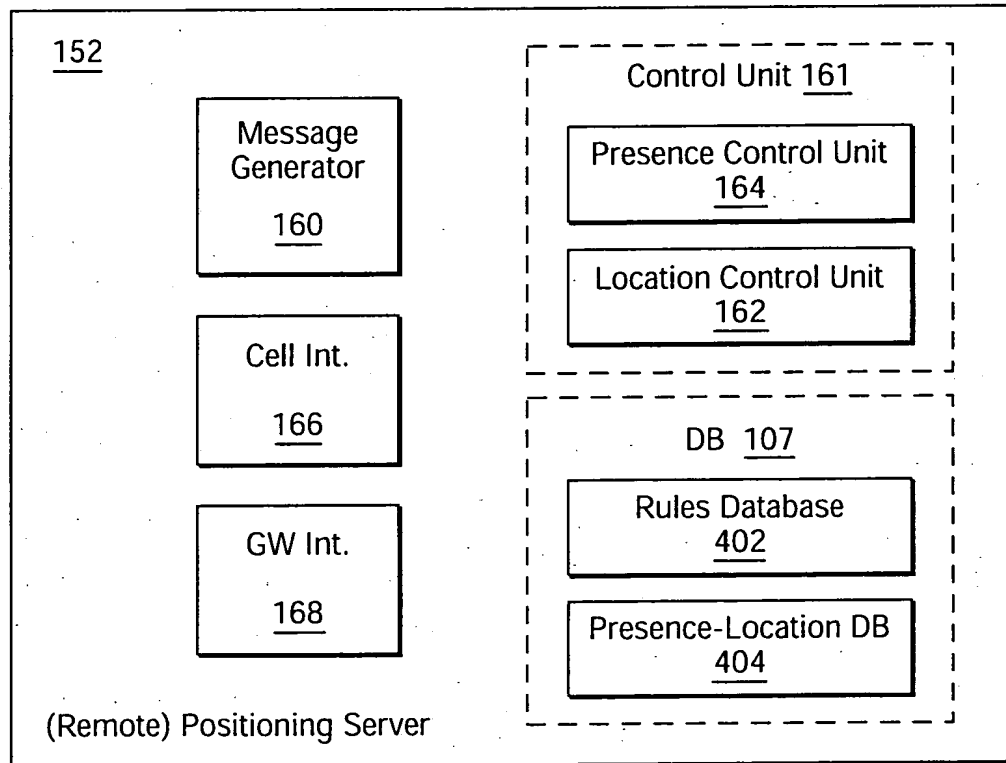 152
Message
Generator
160
Cell Int.
166
GW Int.
168
(Remote) Positioning Server
Control Unit 161
Presence Control Unit
164
Location Control Unit
162
DB 107
Rules Database
402
Presence-Location DB
404